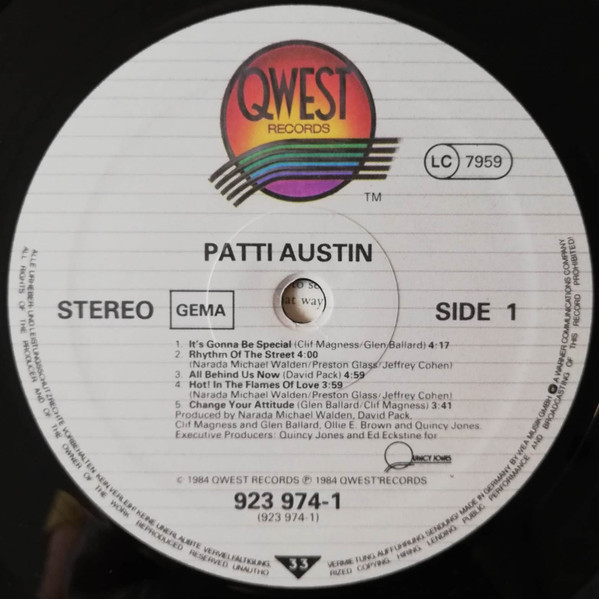 QWEST
RECORDS
TM
LC 7959
PATTI AUSTIN
to se
at way
STEREO
GEMA
SIDE 1
1. It's Gonna Be Special (Clif Magness/Glen Ballard) 4:17
2. Rhythm Of The Street 4:00
(Narada Michael Walden/Preston Glass/Jeffrey Cohen)
3. All Behind Us Now (David Pack) 4:59
4. Hot! In The Flames Of Love 3:59
(Narada Michael Walden/Preston Glass/Jeffrey Cohen)
5. Change Your Attitude (Glen Ballard/Clif Magness) 3:41
Produced by Narada Michael Walden, David Pack,
Clif Magness and Glen Ballard, Ollie E. Brown and Quincy Jones.
Executive Producers: Quincy Jones and Ed Eckstine for
QUINCY JONES
© 1984 QWEST RECORDS ℗ 1984 QWEST RECORDS
923 974-1
(923 974-1)
33
ALLE URHEBER- UND LEISTUNGSSCHUTZRECHTE VORBEHALTEN. KEIN VERLEIH! KEINE UNERLAUBTE VERVIELFÄLTIGUNG, VERMIETUNG, AUFFÜHRUNG, SENDUNG! MADE IN GERMANY BY WEA MUSIK GMBH. A WARNER COMMUNICATIONS COMPANY
ALL RIGHTS OF THE PRODUCER AND OF THE OWNER OF THE WORK REPRODUCED RESERVED. UNAUTHORIZED COPYING, HIRING, LENDING, PUBLIC PERFORMANCE AND BROADCASTING OF THIS RECORD PROHIBITED!